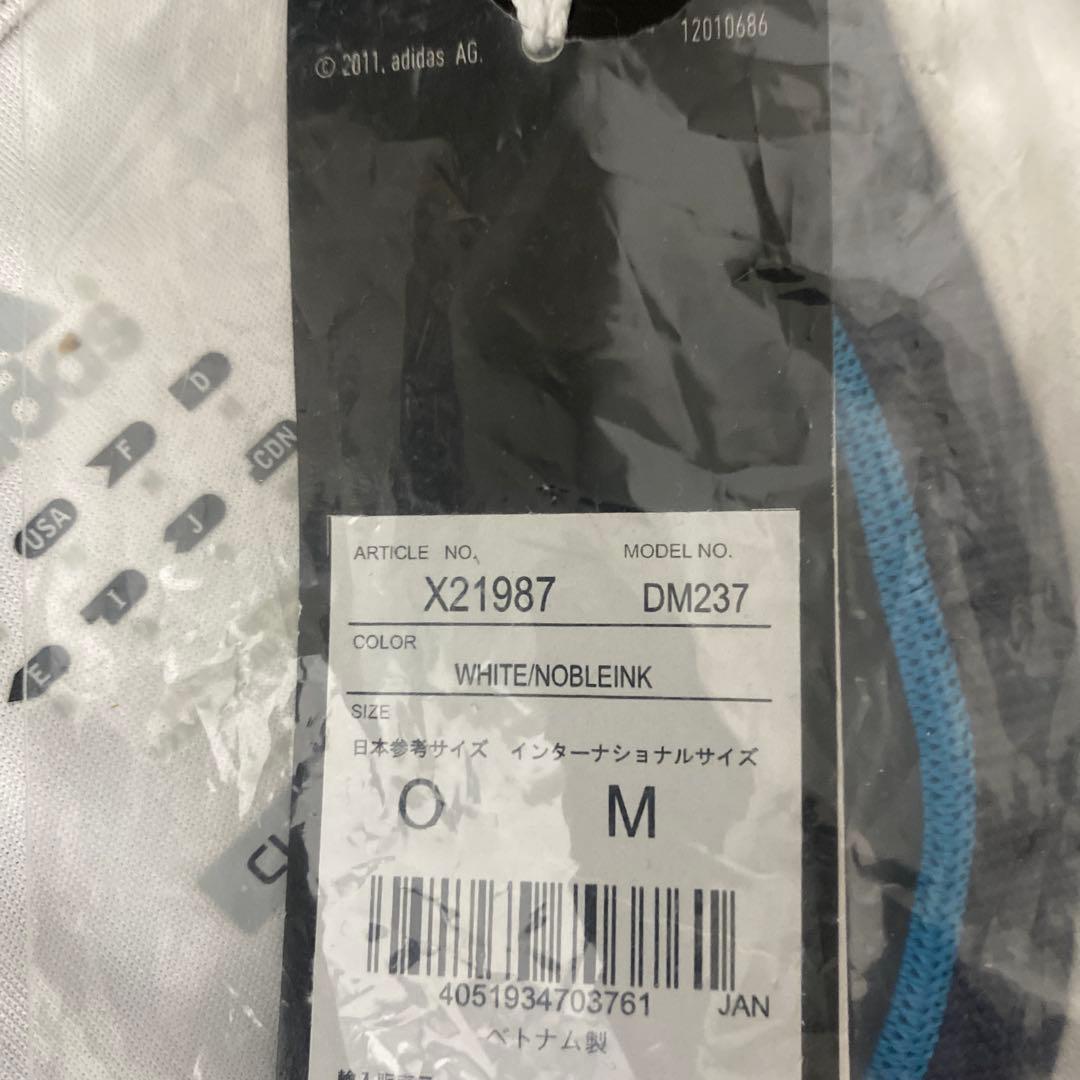 © 2011. adidas AG.
12010686
das
D
F
CDN
USA
J
I
E
CL
ARTICLE NO.
MODEL NO.
X21987
DM237
COLOR
WHITE/NOBLEINK
SIZE
日本参考サイズ インターナショナルサイズ
O
M
4051934703761 JAN
ベトナム製